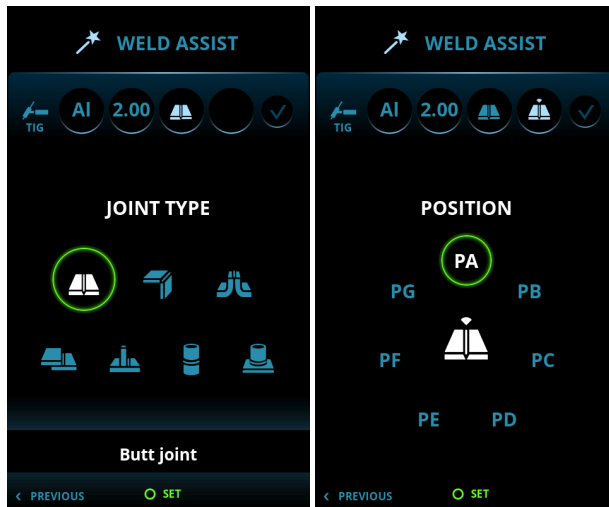 WELD ASSIST
TIG
Al
2.00
JOINT TYPE
Butt joint
PREVIOUS
SET
WELD ASSIST
TIG
Al
2.00
POSITION
PA
PG
PB
PF
PC
PE
PD
PREVIOUS
SET